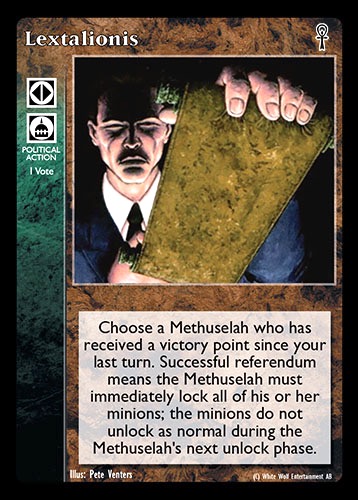 Lextalionis
POLITICAL
ACTION
1 Vote
Choose a Methuselah who has
received a victory point since your
last turn. Successful referendum
means the Methuselah must
immediately lock all of his or her
minions; the minions do not
unlock as normal during the
Methuselah's next unlock phase.
Illus: Pete Venters
(C) White Wolf Entertainment AB